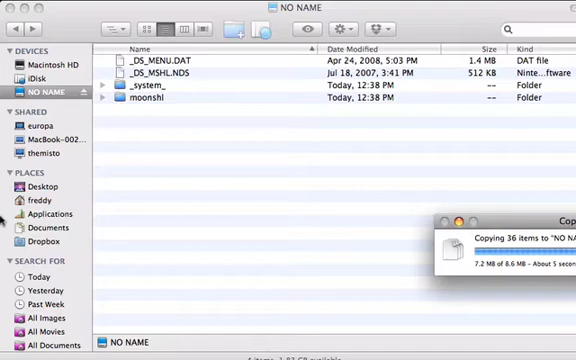 NO NAME
DEVICES
Macintosh HD
iDisk
NO NAME
SHARED
europa
MacBook-002...
themisto
PLACES
Desktop
freddy
Applications
Documents
Dropbox
SEARCH FOR
Today
Yesterday
Past Week
All Images
All Movies
All Documents
Name Date Modified Size Kind
_DS_MENU.DAT Apr 24, 2008, 5:03 PM 1.4 MB DAT file
_DS_MSHL.NDS Jul 18, 2007, 3:41 PM 512 KB Ninte...ftware
_system_ Today, 12:38 PM -- Folder
moonshl Today, 12:38 PM -- Folder
Cop
Copying 36 items to "NO NA
7.2 MB of 8.6 MB – About 5 secon
NO NAME